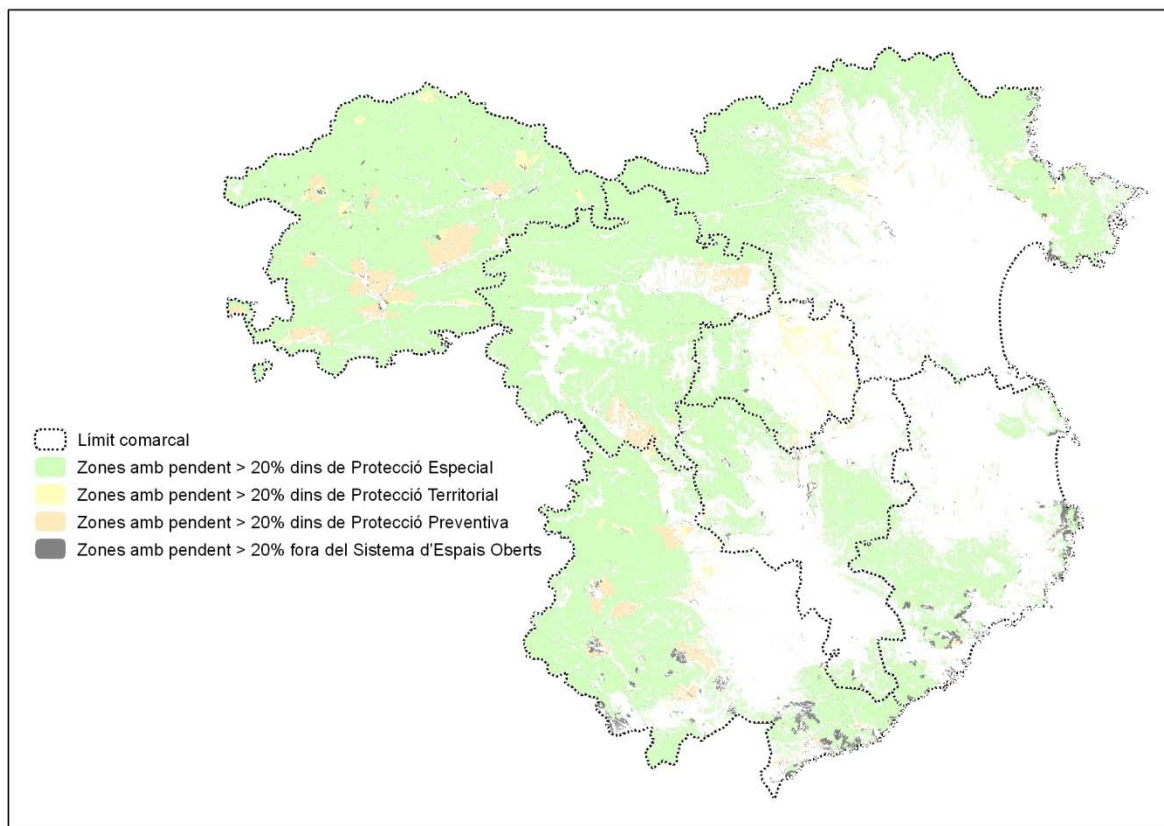 Límit comarcal
Zones amb pendent > 20% dins de Protecció Especial
Zones amb pendent > 20% dins de Protecció Territorial
Zones amb pendent > 20% dins de Protecció Preventiva
Zones amb pendent > 20% fora del Sistema d'Espais Oberts